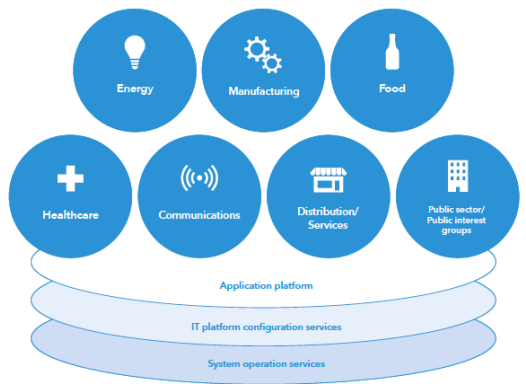 Energy
Manufacturing
Food
Healthcare
Communications
Distribution/
Services
Public sector/
Public interest
groups
Application platform
IT platform configuration services
System operation services